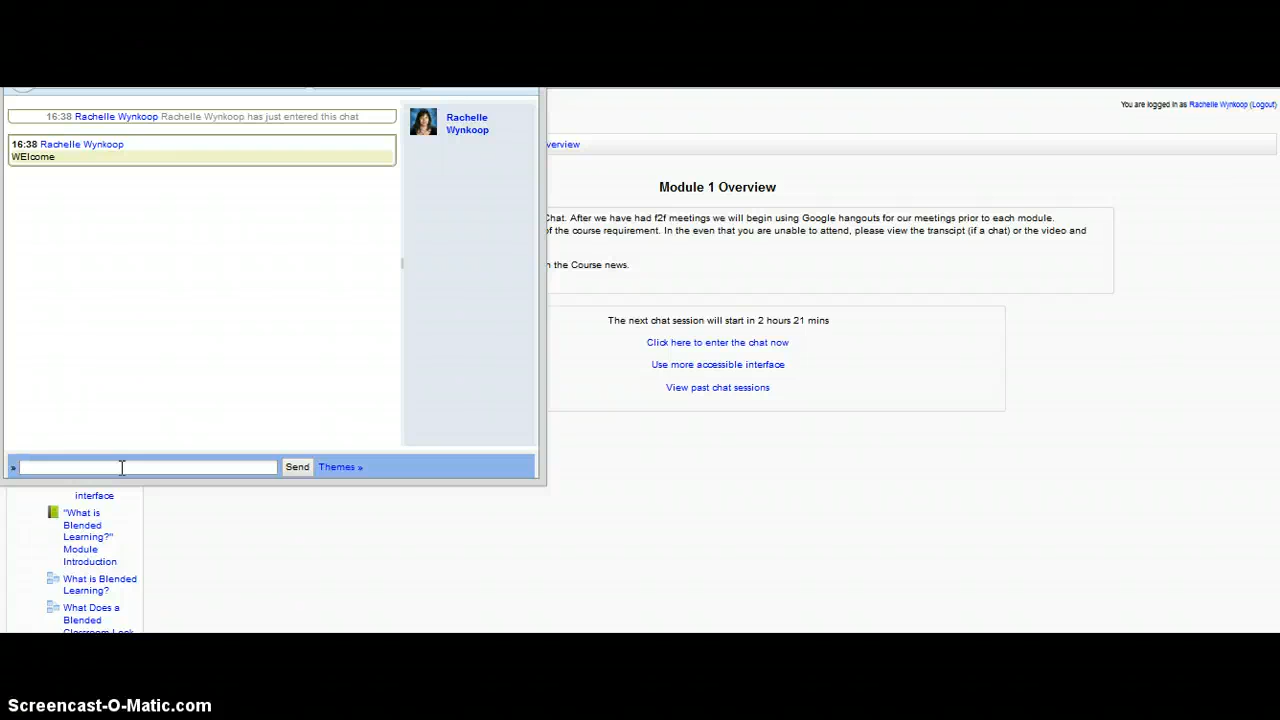 16:38 Rachelle Wynkoop Rachelle Wynkoop has just entered this chat
16:38 Rachelle Wynkoop
WElcome
Rachelle
Wynkoop
» Send Themes »
You are logged in as Rachelle Wynkoop (Logout)
verview
Module 1 Overview
Chat. After we have had f2f meetings we will begin using Google hangouts for our meetings prior to each module.
of the course requirement. In the even that you are unable to attend, please view the transcipt (if a chat) or the video and
n the Course news.
The next chat session will start in 2 hours 21 mins
Click here to enter the chat now
Use more accessible interface
View past chat sessions
interface
"What is
Blended
Learning?"
Module
Introduction
What is Blended
Learning?
What Does a
Blended
Classroom Look
Screencast-O-Matic.com